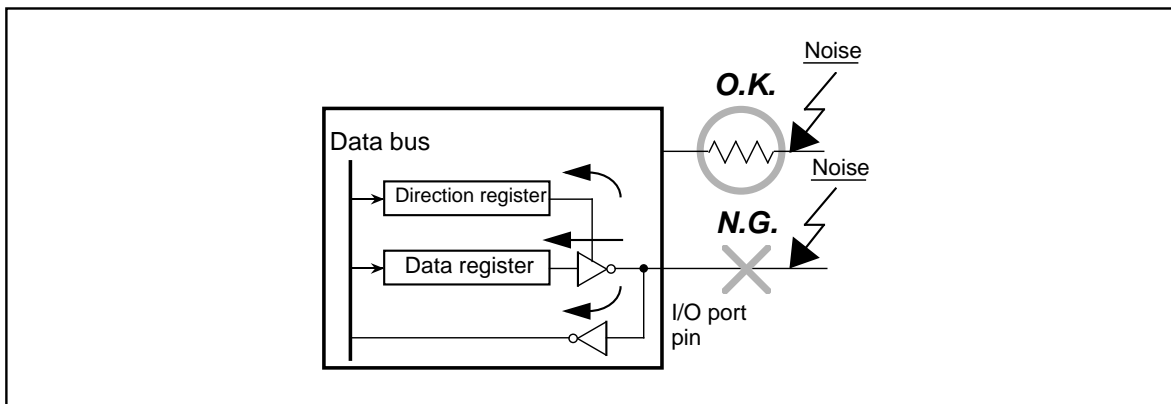 Noise
O.K.
Data bus
Noise
Direction register
N.G.
Data register
I/O port
pin